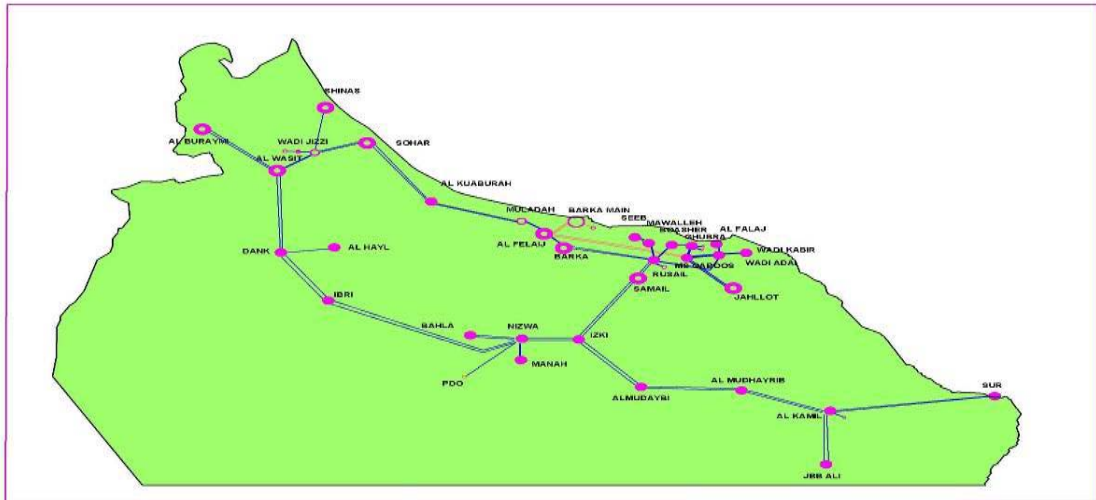 SHINAS
AL BURAYMI
WADI JIZZI
SOHAR
AL WASIT
AL KUABURAH
MULADAH
BARKA MAIN
SEEB
MAWALLEH
BOASHER
AL FALAJ
GHUBRA
AL FELAIJ
WADI KABIR
DANK
AL HAYL
BARKA
MS QABOOS
WADI ADAI
RUSAIL
SAMAIL
JAHLLOT
IBRI
BAHLA
NIZWA
IZKI
MANAH
PDO
AL MUDHAYRIB
SUR
ALMUDAYBI
AL KAMIL
JBB ALI